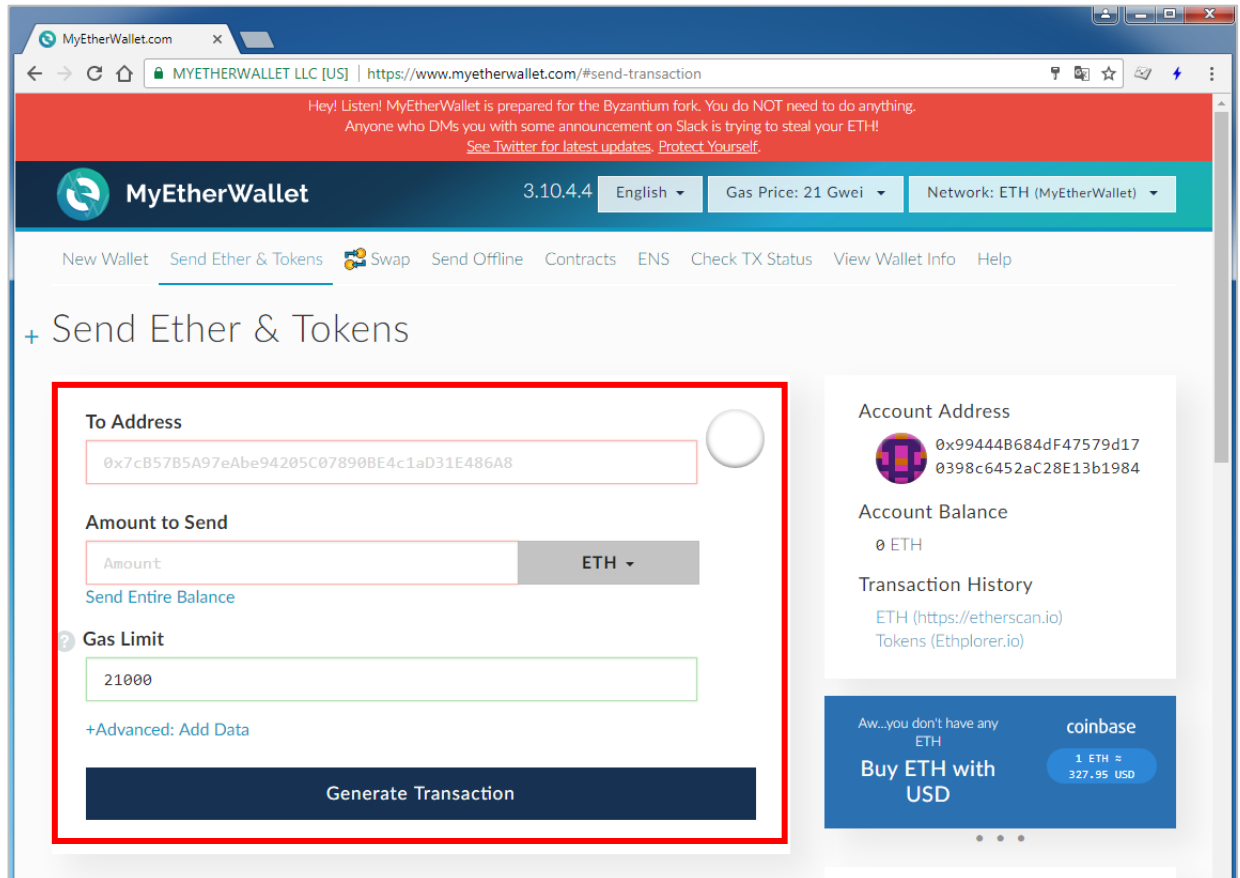 MyEtherWallet.com
MYETHERWALLET LLC [US] | https://www.myetherwallet.com/#send-transaction
Hey! Listen! MyEtherWallet is prepared for the Byzantium fork. You do NOT need to do anything.
Anyone who DMs you with some announcement on Slack is trying to steal your ETH!
See Twitter for latest updates. Protect Yourself.
MyEtherWallet 3.10.4.4 English Gas Price: 21 Gwei Network: ETH (MyEtherWallet)
New Wallet Send Ether & Tokens Swap Send Offline Contracts ENS Check TX Status View Wallet Info Help
+ Send Ether & Tokens
To Address
0x7cB57B5A97eAbe94205C07890BE4c1aD31E486A8
Amount to Send
Amount ETH
Send Entire Balance
? Gas Limit
21000
+Advanced: Add Data
Generate Transaction
Account Address
0x99444B684dF47579d17
0398c6452aC28E13b1984
Account Balance
0 ETH
Transaction History
ETH (https://etherscan.io)
Tokens (Ethplorer.io)
Aw...you don't have any
ETH
Buy ETH with
USD
coinbase
1 ETH ≈
327.95 USD